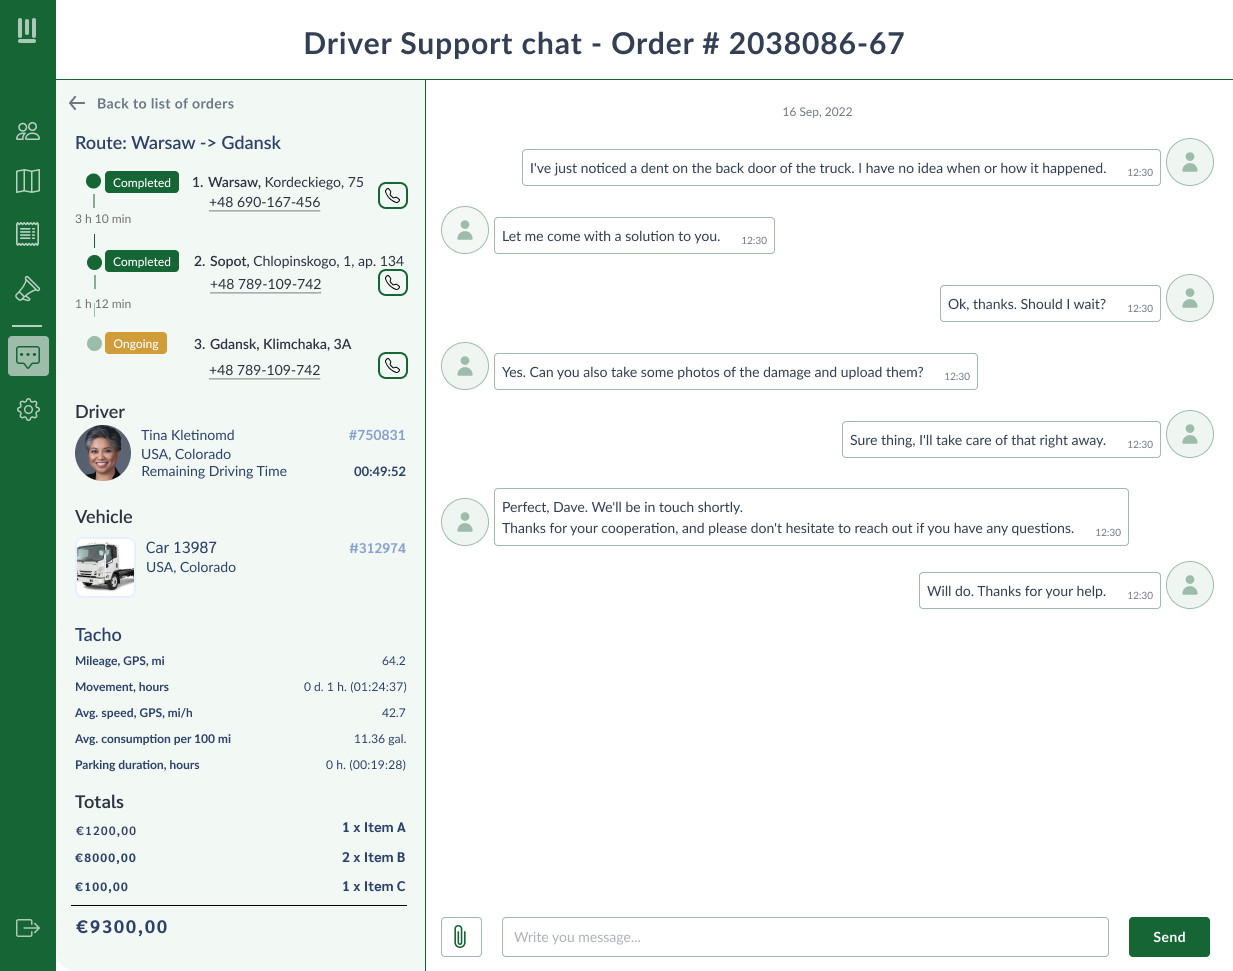 Driver Support chat - Order # 2038086-67
Back to list of orders
Route: Warsaw -> Gdansk
Completed
1. Warsaw, Kordeckiego, 75
+48 690-167-456
3 h 10 min
Completed
2. Sopot, Chlopinskogo, 1, ap. 134
+48 789-109-742
1 h 12 min
Ongoing
3. Gdansk, Klimchaka, 3A
+48 789-109-742
Driver
Tina Kletinomd #750831
USA, Colorado
Remaining Driving Time 00:49:52
Vehicle
Car 13987 #312974
USA, Colorado
Tacho
Mileage, GPS, mi 64.2
Movement, hours 0 d. 1 h. (01:24:37)
Avg. speed, GPS, mi/h 42.7
Avg. consumption per 100 mi 11.36 gal.
Parking duration, hours 0 h. (00:19:28)
Totals
€1200,00 1 x Item A
€8000,00 2 x Item B
€100,00 1 x Item C
€9300,00
16 Sep, 2022
I've just noticed a dent on the back door of the truck. I have no idea when or how it happened. 12:30
Let me come with a solution to you. 12:30
Ok, thanks. Should I wait? 12:30
Yes. Can you also take some photos of the damage and upload them? 12:30
Sure thing, I'll take care of that right away. 12:30
Perfect, Dave. We'll be in touch shortly.
Thanks for your cooperation, and please don't hesitate to reach out if you have any questions. 12:30
Will do. Thanks for your help. 12:30
Write you message...
Send